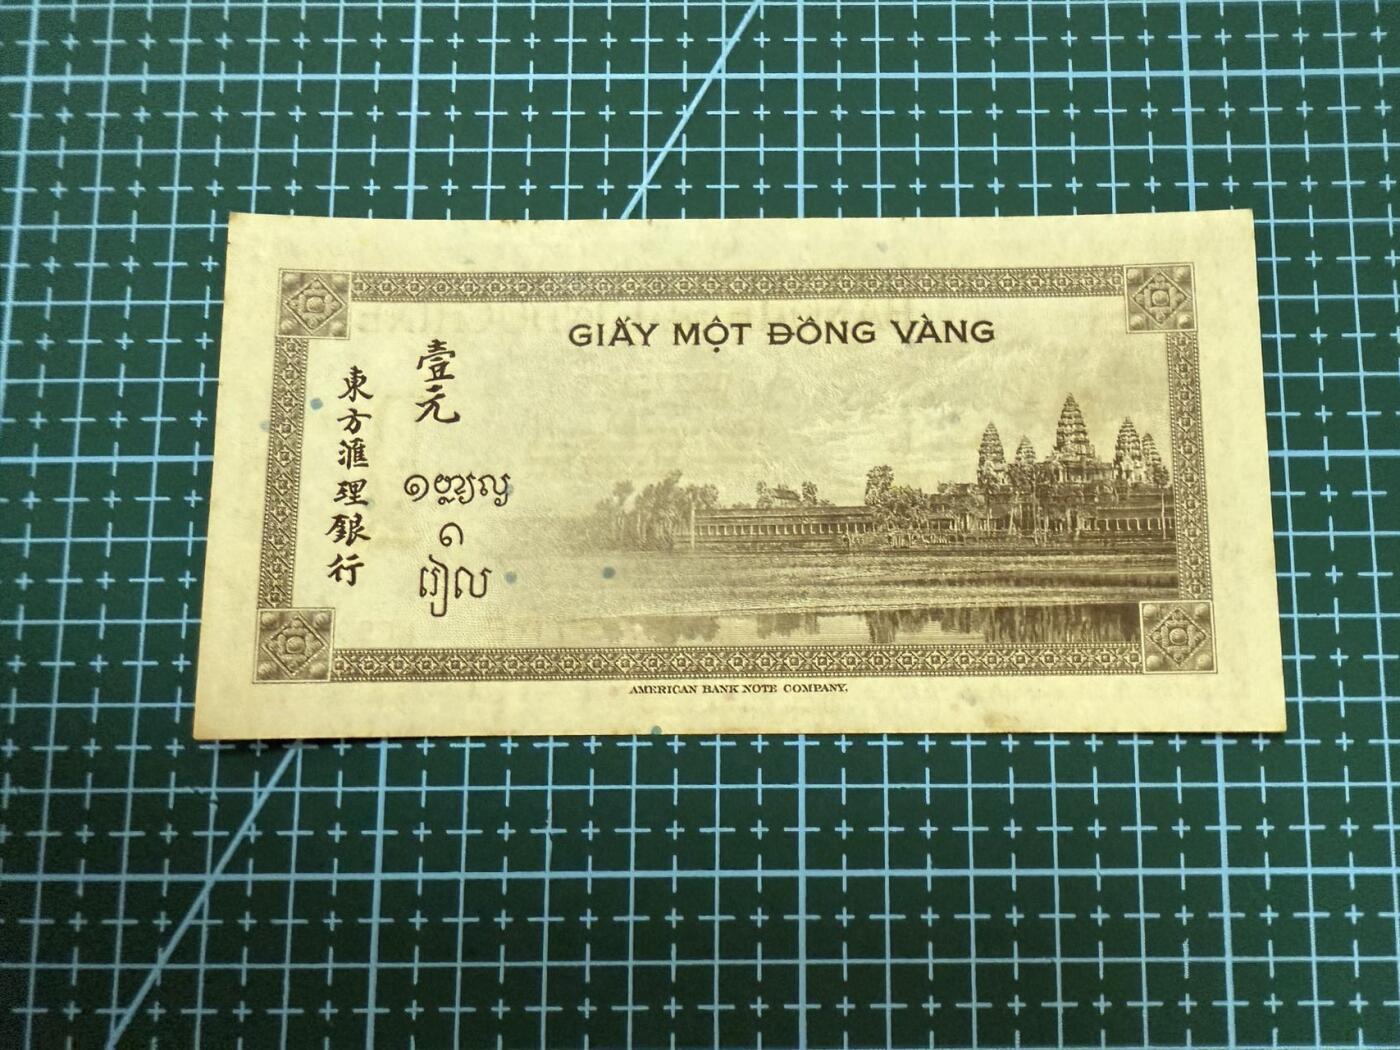 GIẤY MỘT ĐỒNG VÀNG
壹元
東方滙理銀行
១
រៀល
AMERICAN BANK NOTE COMPANY.